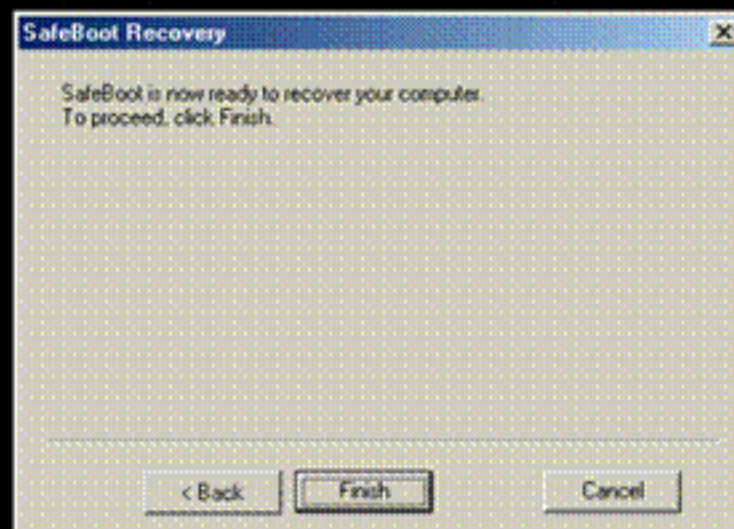 SafeBoot Recovery
SafeBoot is now ready to recover your computer.
To proceed, click Finish.
< Back
Finish
Cancel